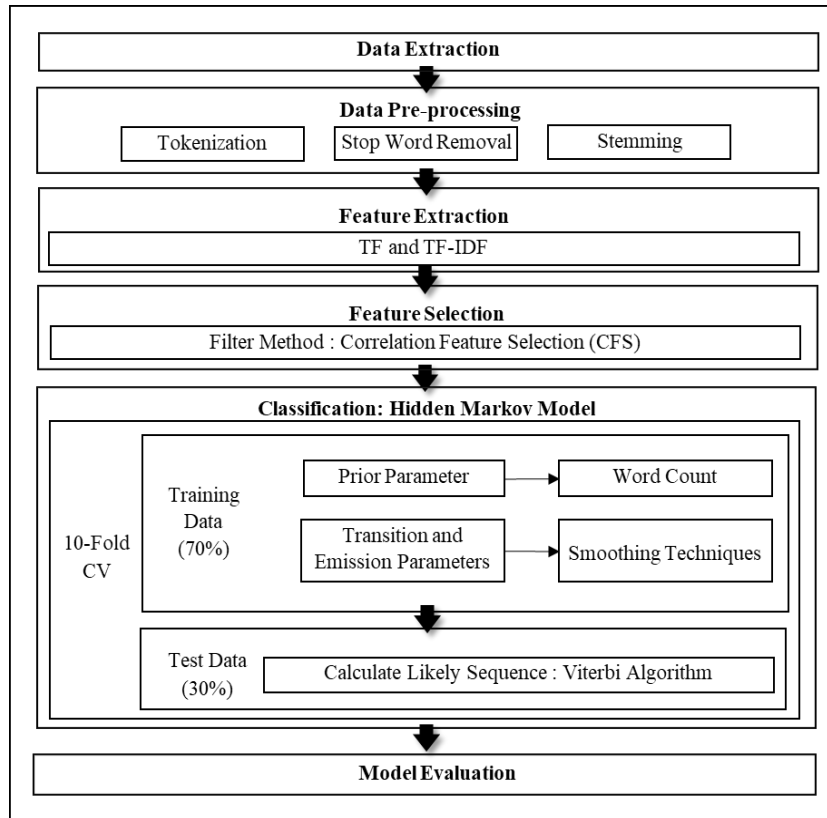 Data Extraction
Data Pre-processing
Tokenization
Stop Word Removal
Stemming
Feature Extraction
TF and TF-IDF
Feature Selection
Filter Method : Correlation Feature Selection (CFS)
Classification: Hidden Markov Model
10-Fold
CV
Training
Data
(70%)
Prior Parameter
Word Count
Transition and
Emission Parameters
Smoothing Techniques
Test Data
(30%)
Calculate Likely Sequence : Viterbi Algorithm
Model Evaluation